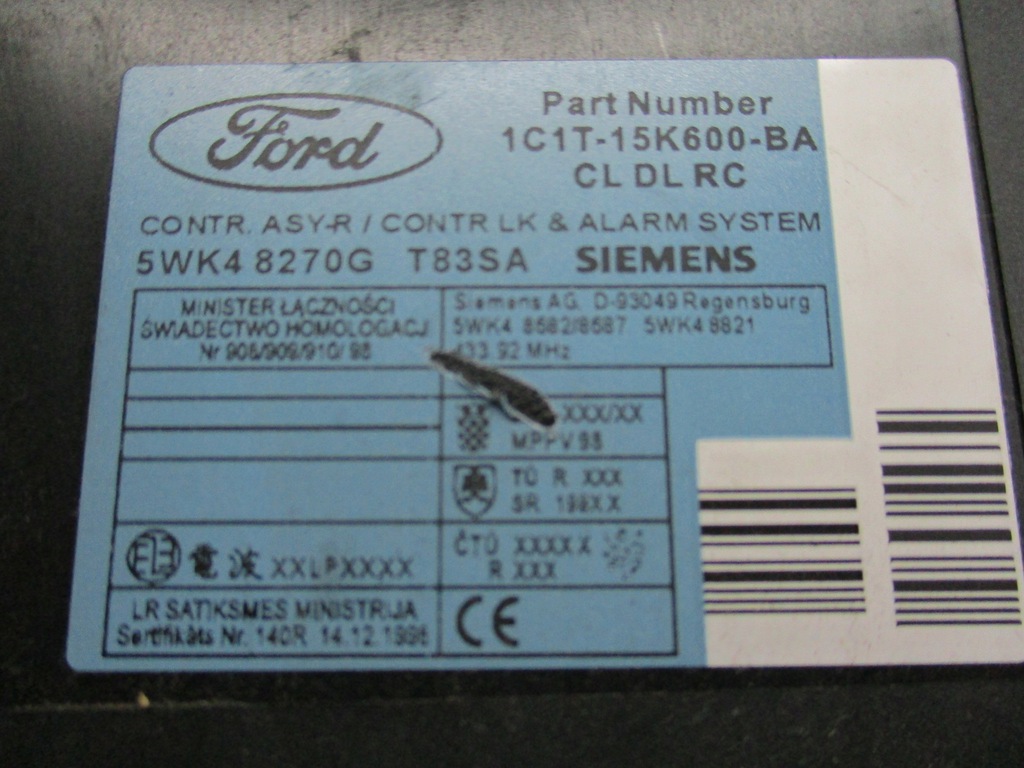 Ford
Part Number
1C1T-15K600-BA
CL DL RC
CONTR. ASY-R / CONTR LK & ALARM SYSTEM
5WK4 8270G T83SA SIEMENS
MINISTER ŁĄCZNOŚCI
ŚWIADECTWO HOMOLOGACJI
Nr 908/909/910/ 98
Siemens AG, D-93049 Regensburg
5WK4 8682/8687 5WK4 8821
433.92 MHz
XXX/XX
MPPV98
TÚ R XXX
SR 199XX
電波 XXLPXXXX
ČTÚ XXXXX
R XXX
LR SATIKSMES MINISTRIJA
Sertifikāts Nr. 140R 14.12.1998
CE